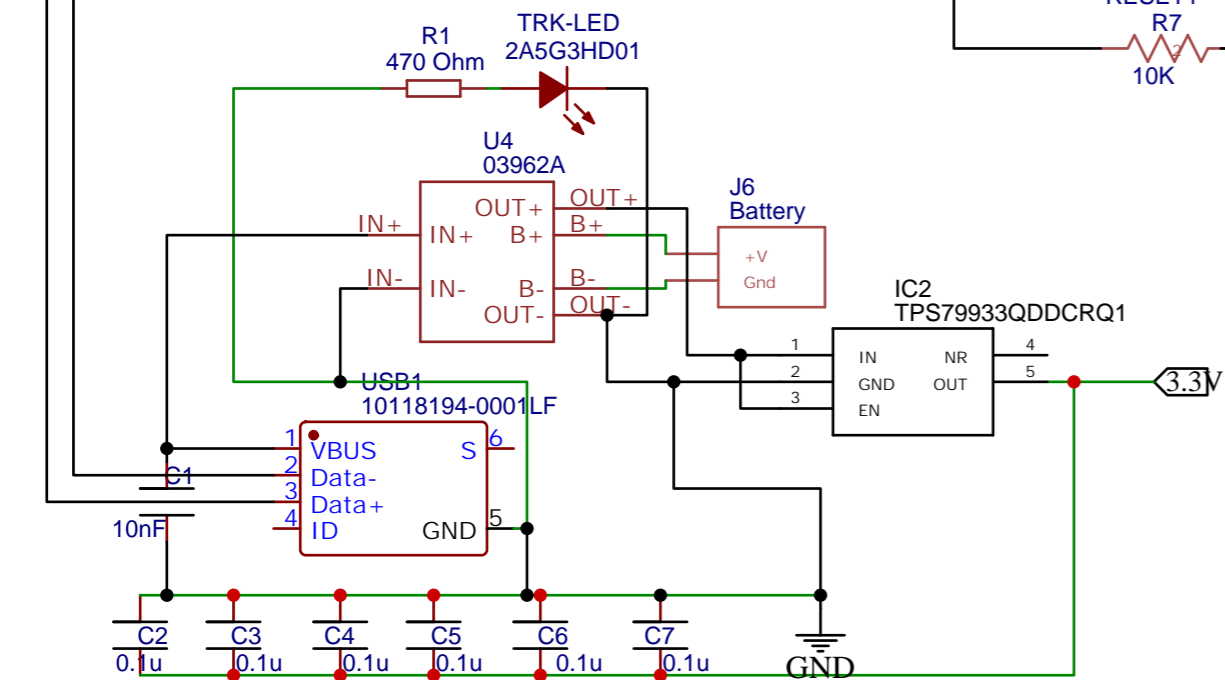 R7
10K
2
TRK-LED
2A5G3HD01
R1
470 Ohm
U4
03962A
OUT+
B+
IN+
IN-
B-
OUT-
IN+
OUT+
B+
IN-
B-
OUT-
J6
Battery
+V
Gnd
IC2
TPS79933QDDCRQ1
1
2
3
IN
GND
EN
NR
OUT
4
5
3.3V
USB1
10118194-0001LF
1
2
3
4
VBUS
Data-
Data+
ID
S
GND
6
5
C1
10nF
C2
0.1u
C3
0.1u
C4
0.1u
C5
0.1u
C6
0.1u
C7
0.1u
GND